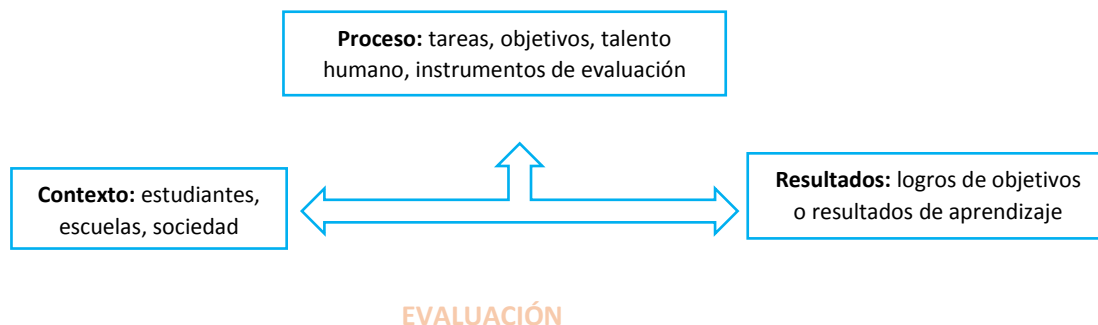 Proceso: tareas, objetivos, talento
humano, instrumentos de evaluación
Contexto: estudiantes,
escuelas, sociedad
Resultados: logros de objetivos
o resultados de aprendizaje
EVALUACIÓN